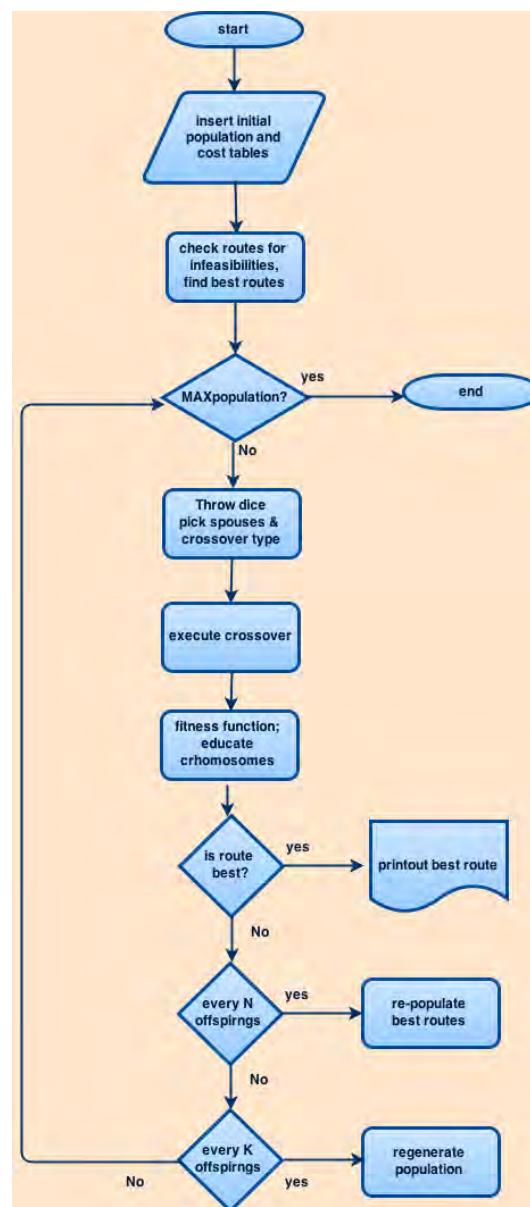 start
insert initial
population and
cost tables
check routes for
infeasibilities,
find best routes
MAXpopulation?
yes
end
No
Throw dice
pick spouses &
crossover type
execute crossover
fitness function;
educate
crhomosomes
is route
best?
yes
printout best route
No
every N
offspirngs
yes
re-populate
best routes
No
every K
offspirngs
No
yes
regenerate
population